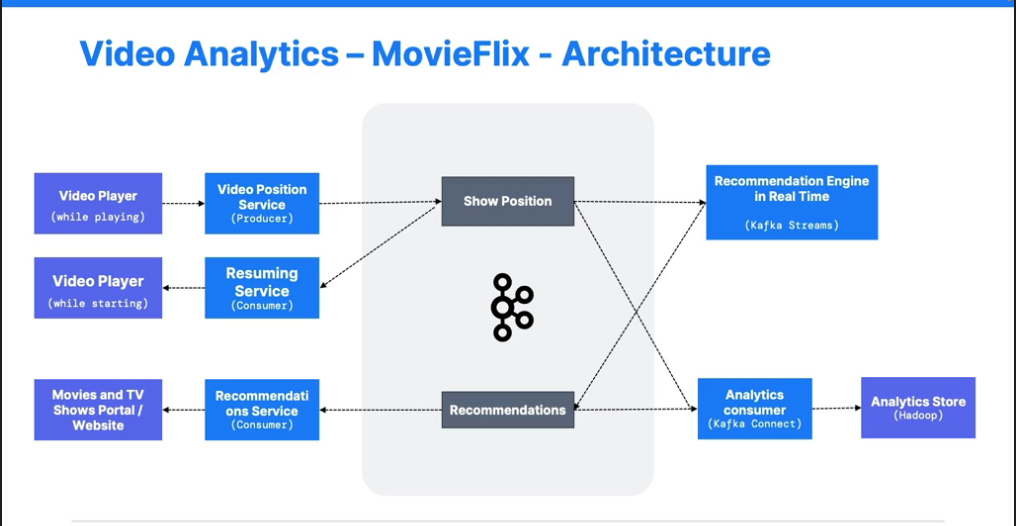 Video Analytics – MovieFlix - Architecture
Video Player
(while playing)
Video Position
Service
(Producer)
Show Position
Recommendation Engine
in Real Time
(Kafka Streams)
Video Player
(while starting)
Resuming
Service
(Consumer)
Movies and TV
Shows Portal /
Website
Recommendati
ons Service
(Consumer)
Recommendations
Analytics
consumer
(Kafka Connect)
Analytics Store
(Hadoop)